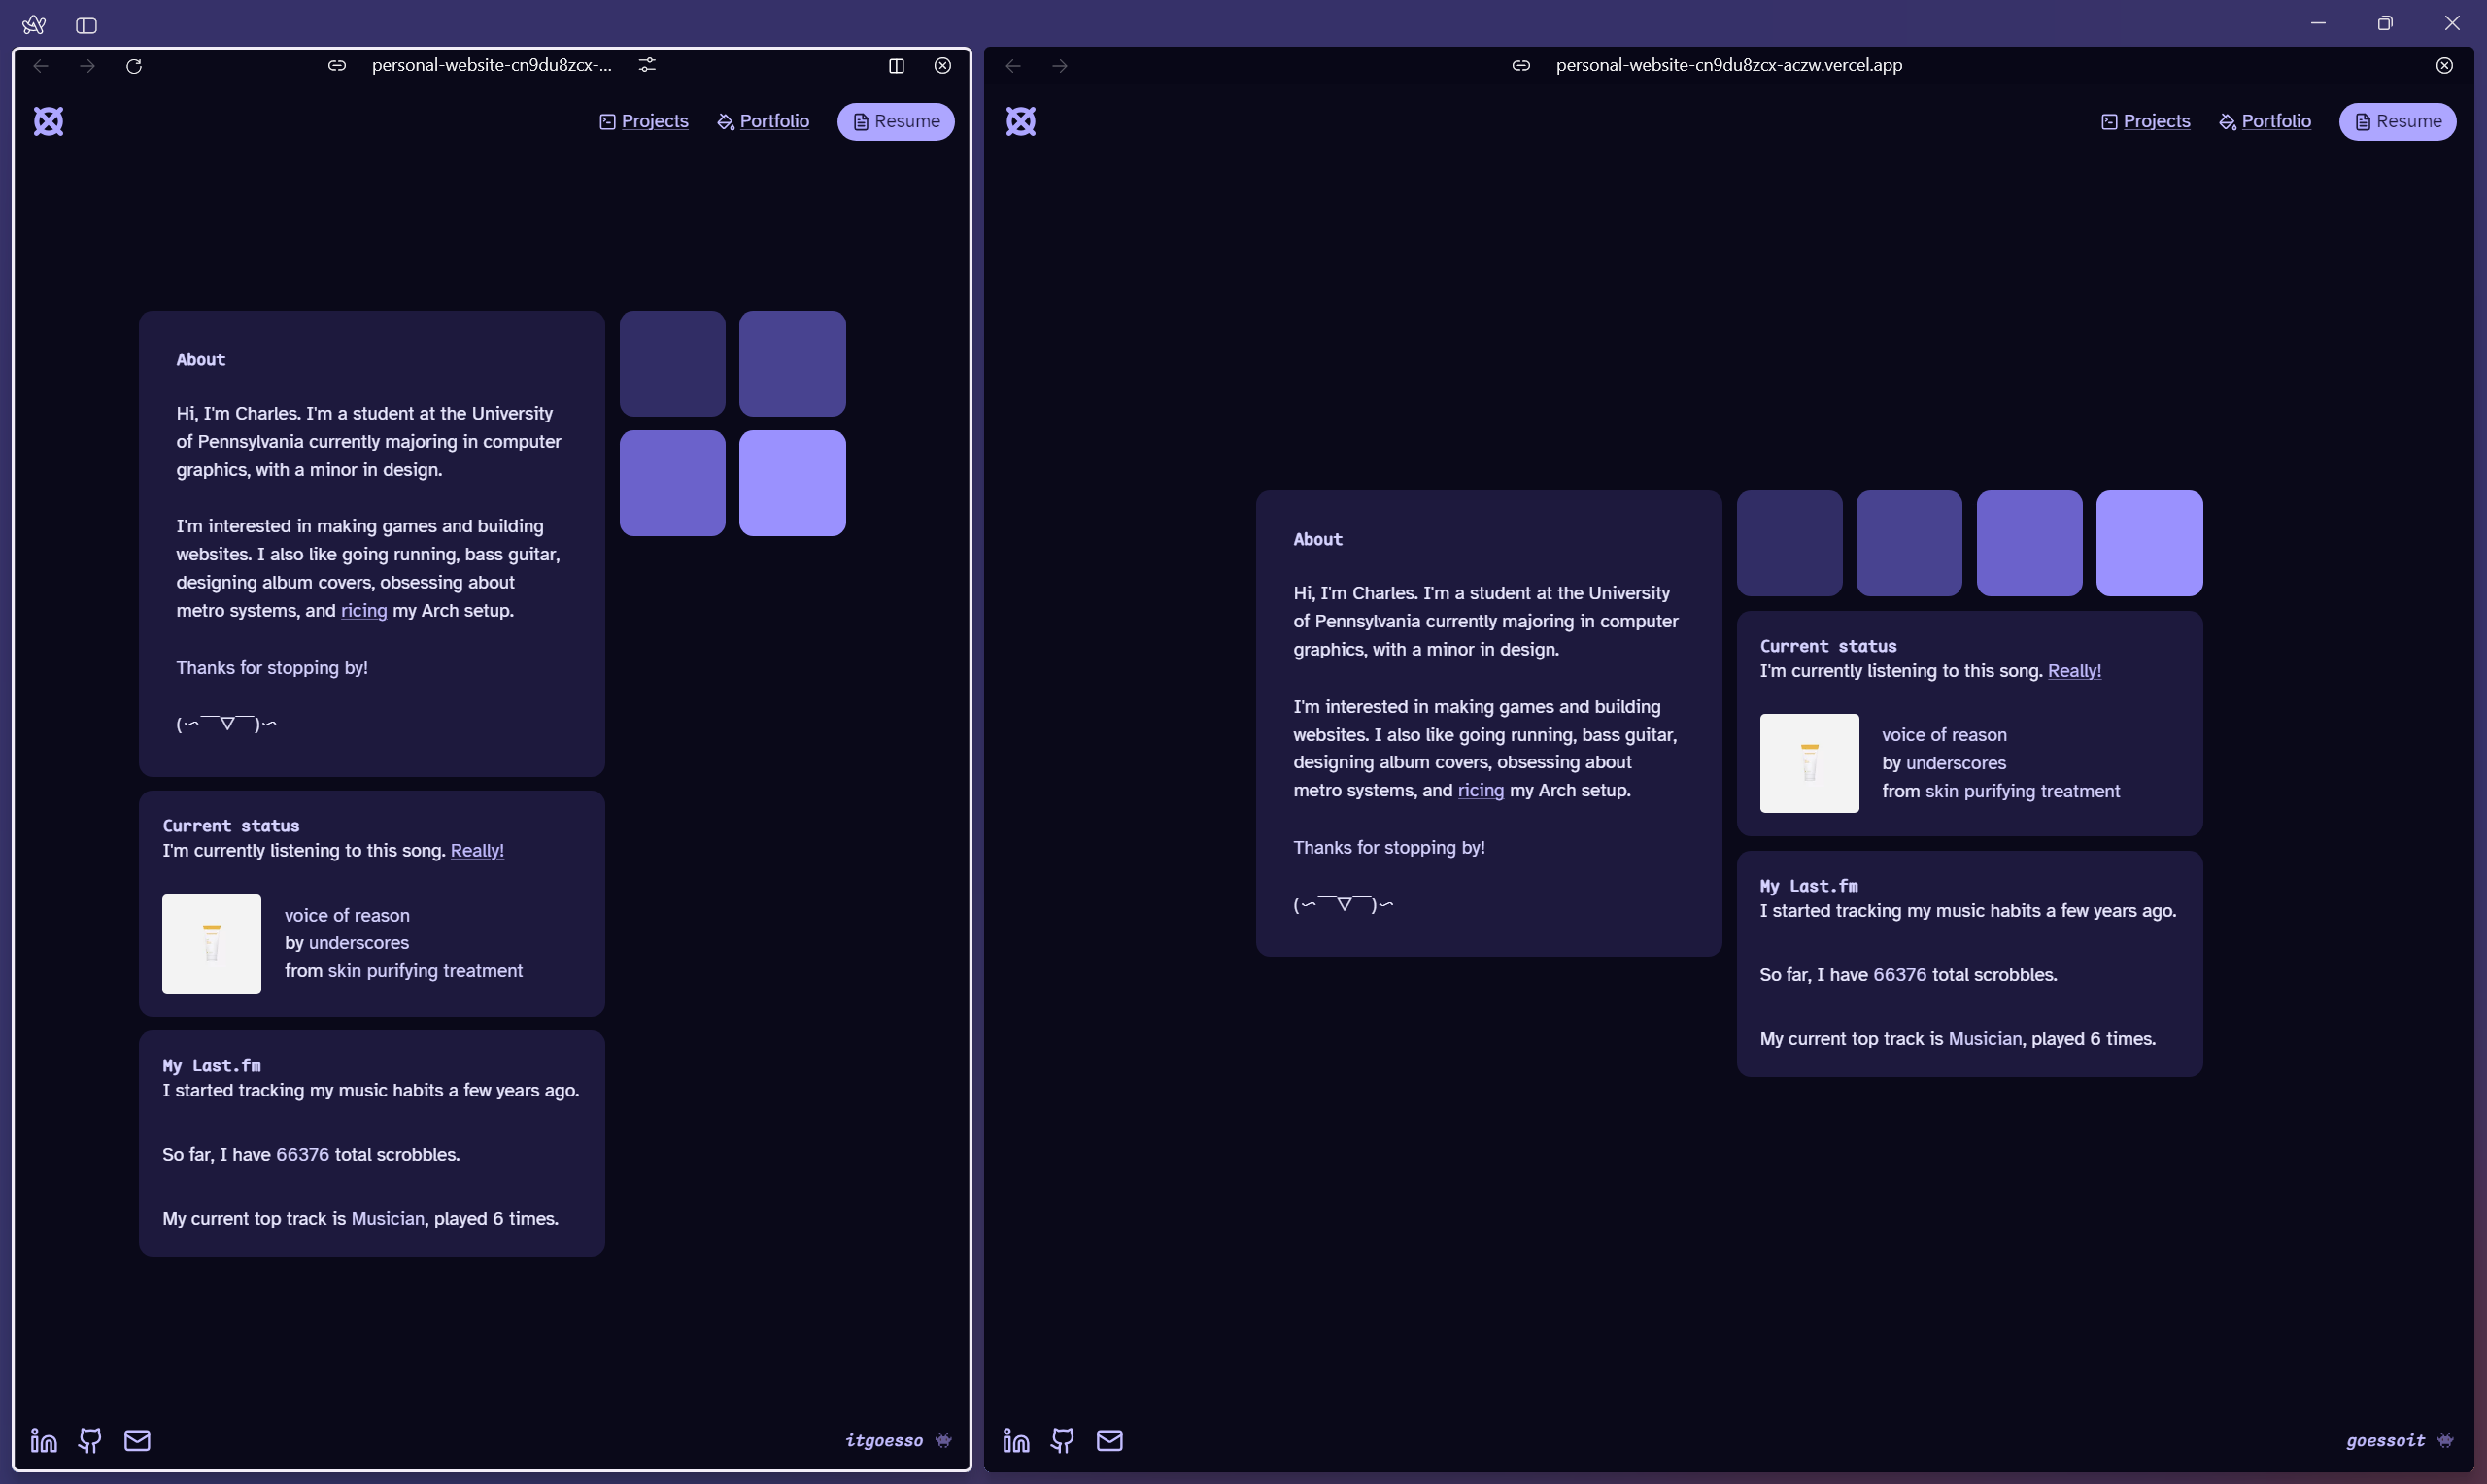 personal-website-cn9du8zcx-...
Projects
Portfolio
Resume
About
Hi, I'm Charles. I'm a student at the University
of Pennsylvania currently majoring in computer
graphics, with a minor in design.
I'm interested in making games and building
websites. I also like going running, bass guitar,
designing album covers, obsessing about
metro systems, and ricing my Arch setup.
Thanks for stopping by!
(⁓‾‾▽‾‾)⁓
Current status
I'm currently listening to this song. Really!
voice of reason
by underscores
from skin purifying treatment
My Last.fm
I started tracking my music habits a few years ago.
So far, I have 66376 total scrobbles.
My current top track is Musician, played 6 times.
itgoesso
personal-website-cn9du8zcx-aczw.vercel.app
Projects
Portfolio
Resume
About
Hi, I'm Charles. I'm a student at the University
of Pennsylvania currently majoring in computer
graphics, with a minor in design.
I'm interested in making games and building
websites. I also like going running, bass guitar,
designing album covers, obsessing about
metro systems, and ricing my Arch setup.
Thanks for stopping by!
(⁓‾‾▽‾‾)⁓
Current status
I'm currently listening to this song. Really!
voice of reason
by underscores
from skin purifying treatment
My Last.fm
I started tracking my music habits a few years ago.
So far, I have 66376 total scrobbles.
My current top track is Musician, played 6 times.
goessoit